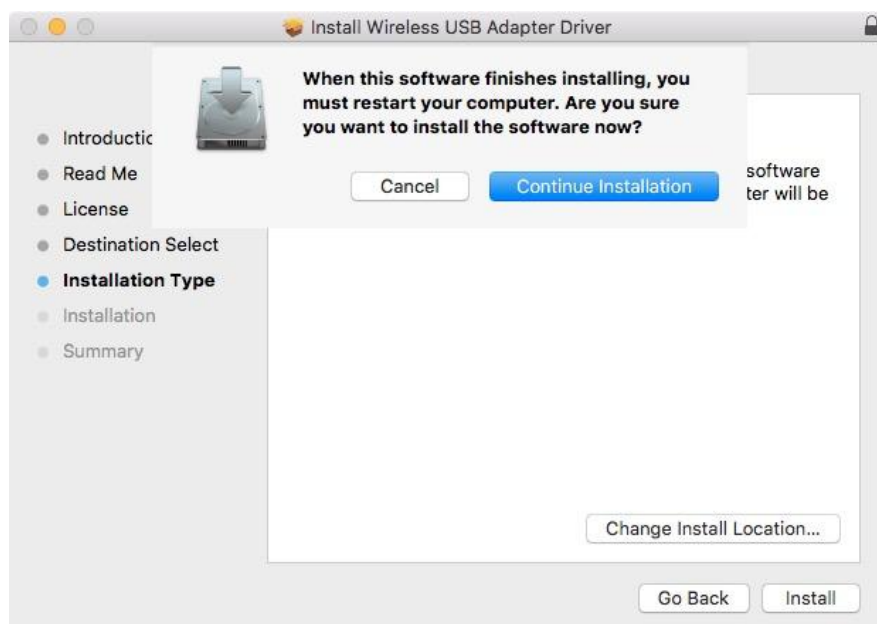 Install Wireless USB Adapter Driver
When this software finishes installing, you
must restart your computer. Are you sure
you want to install the software now?
Cancel
Continue Installation
Introductic
Read Me
License
Destination Select
Installation Type
Installation
Summary
software
ter will be
Change Install Location...
Go Back
Install